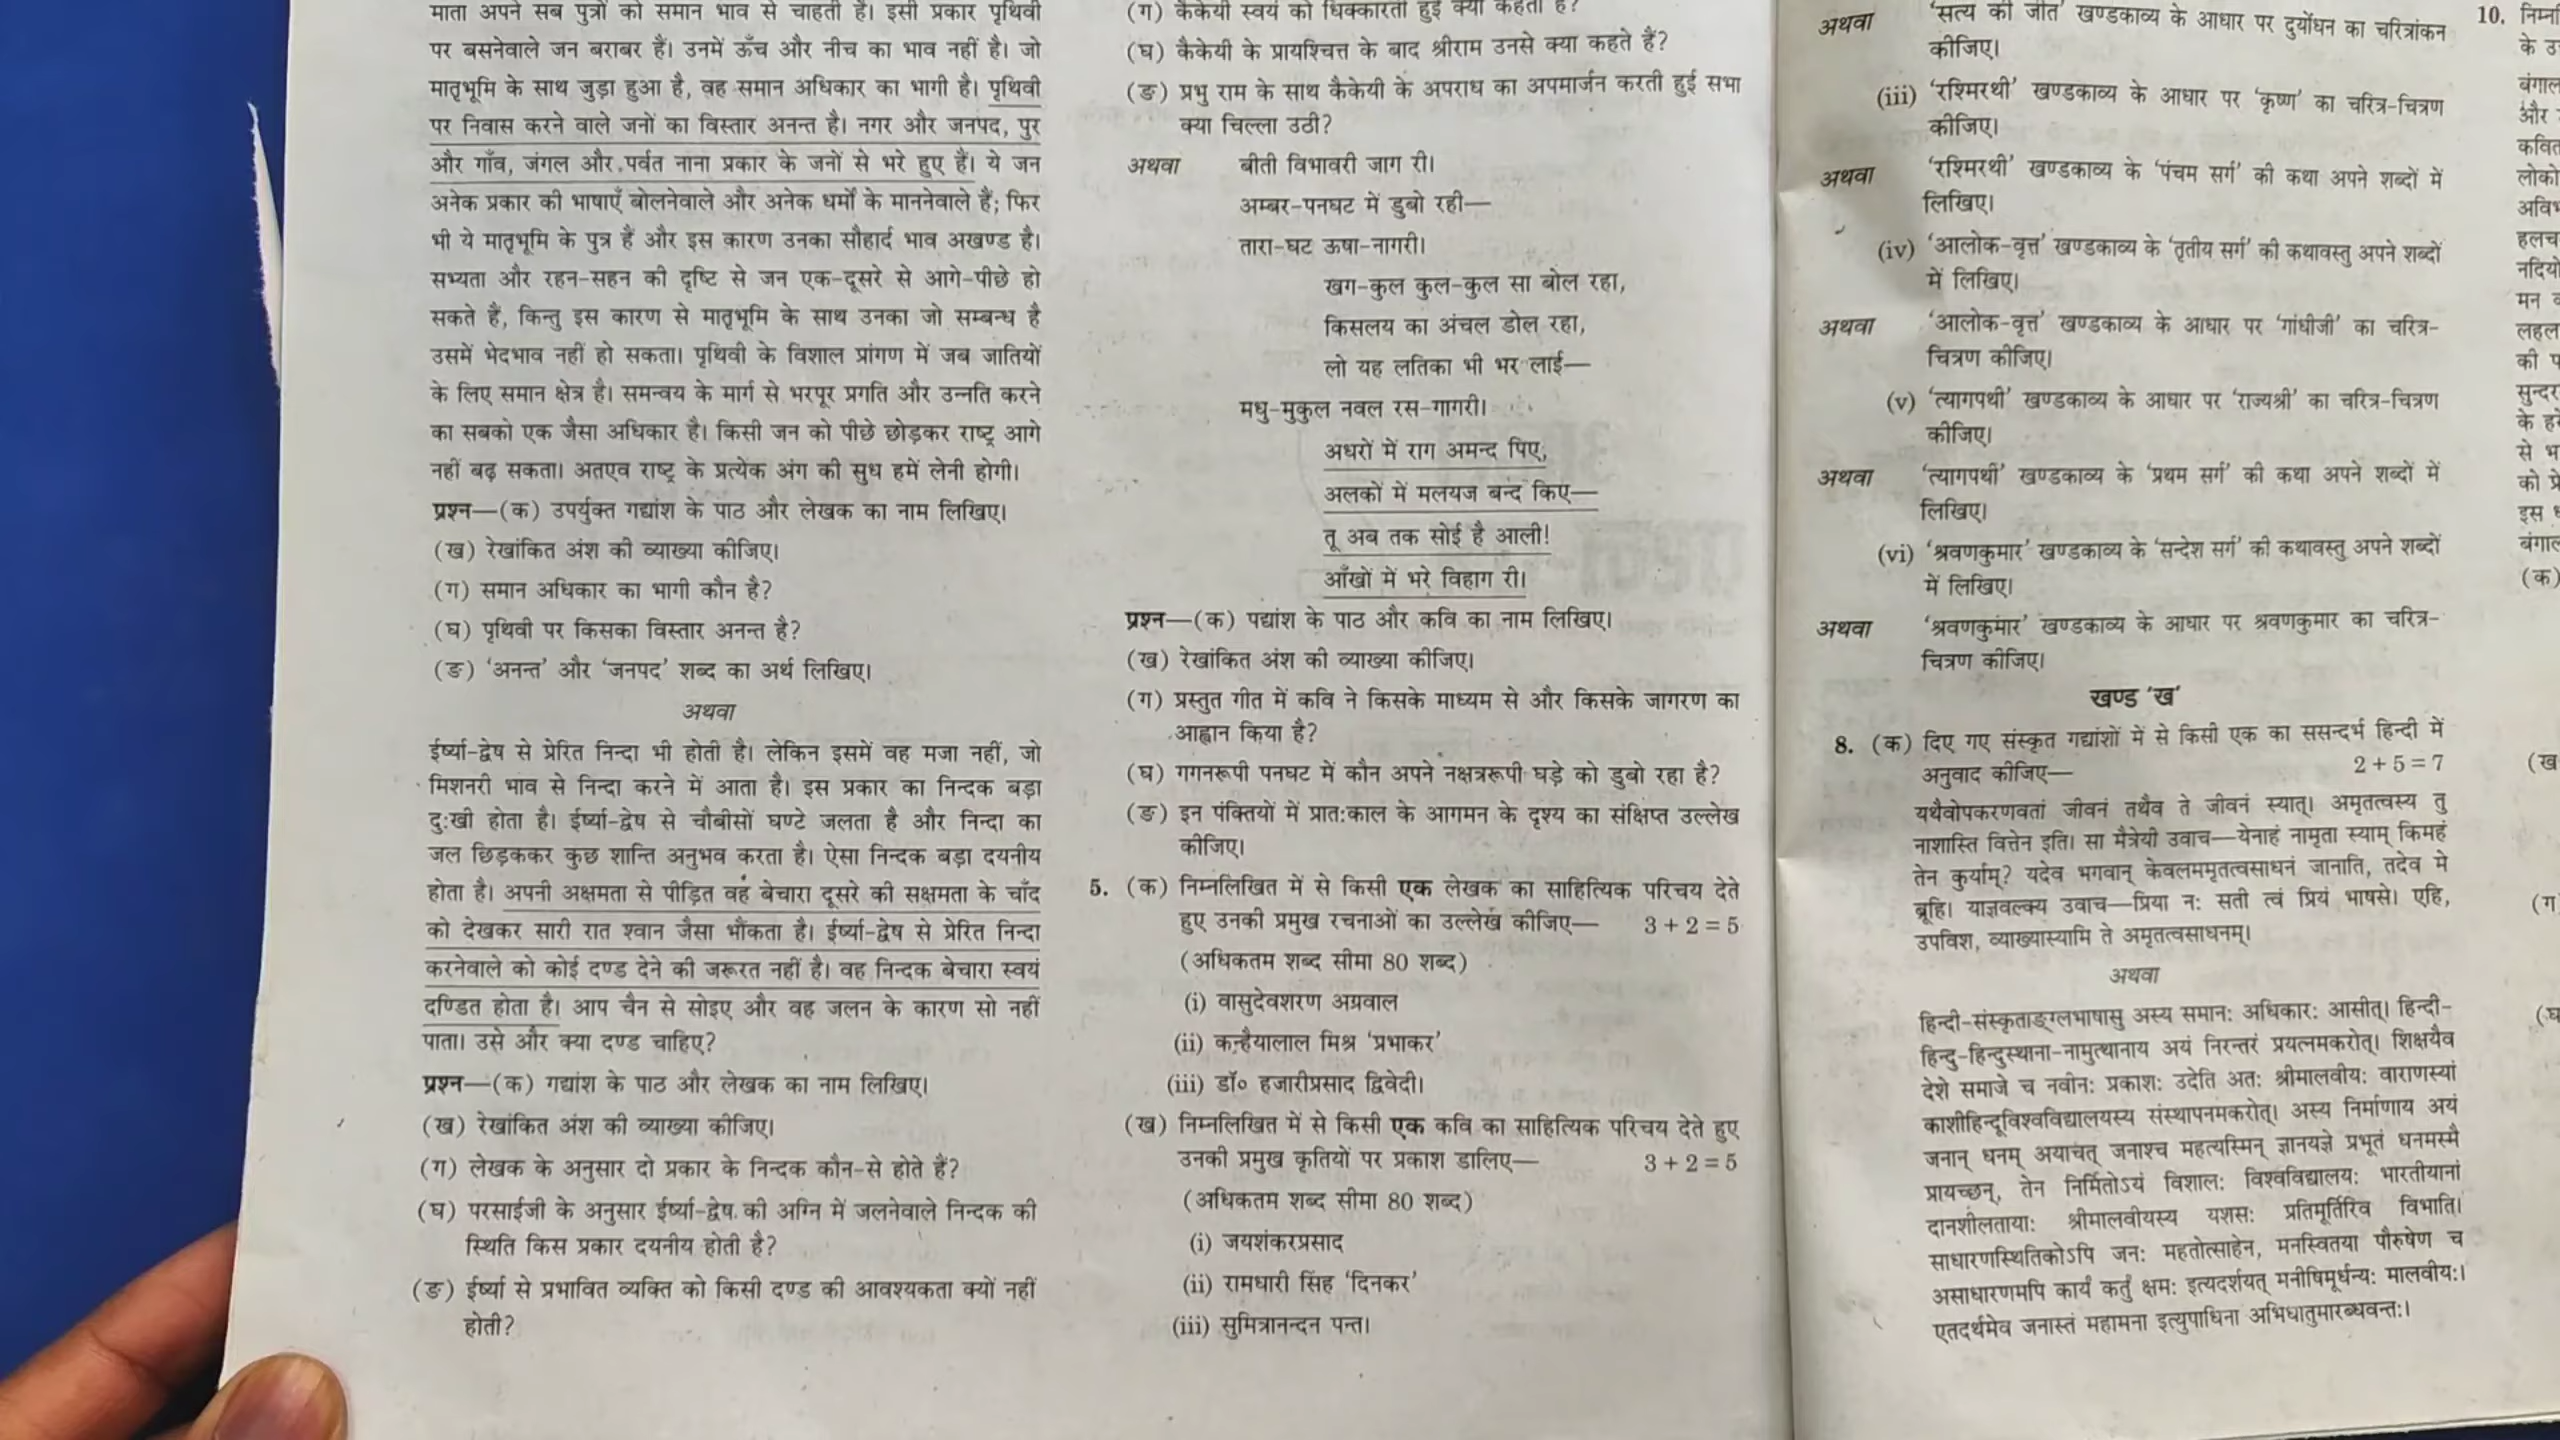 माता अपने सब पुत्रों को समान भाव से चाहती है। इसी प्रकार पृथिवी
पर बसनेवाले जन बराबर हैं। उनमें ऊँच और नीच का भाव नहीं है। जो
मातृभूमि के साथ जुड़ा हुआ है, वह समान अधिकार का भागी है। पृथिवी
पर निवास करने वाले जनों का विस्तार अनन्त है। नगर और जनपद, पुर
और गाँव, जंगल और पर्वत नाना प्रकार के जनों से भरे हुए हैं। ये जन
अनेक प्रकार की भाषाएँ बोलनेवाले और अनेक धर्मों के माननेवाले हैं; फिर
भी ये मातृभूमि के पुत्र हैं और इस कारण उनका सौहार्द भाव अखण्ड है।
सभ्यता और रहन-सहन की दृष्टि से जन एक-दूसरे से आगे-पीछे हो
सकते हैं, किन्तु इस कारण से मातृभूमि के साथ उनका जो सम्बन्ध है
उसमें भेदभाव नहीं हो सकता। पृथिवी के विशाल प्रांगण में जब जातियों
के लिए समान क्षेत्र है। समन्वय के मार्ग से भरपूर प्रगति और उन्नति करने
का सबको एक जैसा अधिकार है। किसी जन को पीछे छोड़कर राष्ट्र आगे
नहीं बढ़ सकता। अतएव राष्ट्र के प्रत्येक अंग की सुध हमें लेनी होगी।
प्रश्न—(क) उपर्युक्त गद्यांश के पाठ और लेखक का नाम लिखिए।
(ख) रेखांकित अंश की व्याख्या कीजिए।
(ग) समान अधिकार का भागी कौन है?
(घ) पृथिवी पर किसका विस्तार अनन्त है?
(ङ) 'अनन्त' और 'जनपद' शब्द का अर्थ लिखिए।
अथवा
ईर्ष्या-द्वेष से प्रेरित निन्दा भी होती है। लेकिन इसमें वह मजा नहीं, जो
मिशनरी भाव से निन्दा करने में आता है। इस प्रकार का निन्दक बड़ा
दुःखी होता है। ईर्ष्या-द्वेष से चौबीसों घण्टे जलता है और निन्दा का
जल छिड़ककर कुछ शान्ति अनुभव करता है। ऐसा निन्दक बड़ा दयनीय
होता है। अपनी अक्षमता से पीड़ित वह बेचारा दूसरे की सक्षमता के चाँद
को देखकर सारी रात श्वान जैसा भौंकता है। ईर्ष्या-द्वेष से प्रेरित निन्दा
करनेवाले को कोई दण्ड देने की जरूरत नहीं है। वह निन्दक बेचारा स्वयं
दण्डित होता है। आप चैन से सोइए और वह जलन के कारण सो नहीं
पाता। उसे और क्या दण्ड चाहिए?
प्रश्न—(क) गद्यांश के पाठ और लेखक का नाम लिखिए।
(ख) रेखांकित अंश की व्याख्या कीजिए।
(ग) लेखक के अनुसार दो प्रकार के निन्दक कौन-से होते हैं?
(घ) परसाईजी के अनुसार ईर्ष्या-द्वेष की अग्नि में जलनेवाले निन्दक की
स्थिति किस प्रकार दयनीय होती है?
(ङ) ईर्ष्या से प्रभावित व्यक्ति को किसी दण्ड की आवश्यकता क्यों नहीं
होती?
(ग) कैकेयी स्वयं को धिक्कारती हुई क्या कहती है?
(घ) कैकेयी के प्रायश्चित्त के बाद श्रीराम उनसे क्या कहते हैं?
(ङ) प्रभु राम के साथ कैकेयी के अपराध का अपमार्जन करती हुई सभा
क्या चिल्ला उठी?
अथवा बीती विभावरी जाग री।
अम्बर-पनघट में डुबो रही—
तारा-घट ऊषा-नागरी।
खग-कुल कुल-कुल सा बोल रहा,
किसलय का अंचल डोल रहा,
लो यह लतिका भी भर लाई—
मधु-मुकुल नवल रस-गागरी।
अधरों में राग अमन्द पिए,
अलकों में मलयज बन्द किए—
तू अब तक सोई है आली!
आँखों में भरे विहाग री।
प्रश्न—(क) पद्यांश के पाठ और कवि का नाम लिखिए।
(ख) रेखांकित अंश की व्याख्या कीजिए।
(ग) प्रस्तुत गीत में कवि ने किसके माध्यम से और किसके जागरण का
आह्वान किया है?
(घ) गगनरूपी पनघट में कौन अपने नक्षत्ररूपी घड़े को डुबो रहा है?
(ङ) इन पंक्तियों में प्रातःकाल के आगमन के दृश्य का संक्षिप्त उल्लेख
कीजिए।
5. (क) निम्नलिखित में से किसी एक लेखक का साहित्यिक परिचय देते
हुए उनकी प्रमुख रचनाओं का उल्लेख कीजिए— 3 + 2 = 5
(अधिकतम शब्द सीमा 80 शब्द)
(i) वासुदेवशरण अग्रवाल
(ii) कन्हैयालाल मिश्र 'प्रभाकर'
(iii) डॉ० हजारीप्रसाद द्विवेदी।
(ख) निम्नलिखित में से किसी एक कवि का साहित्यिक परिचय देते हुए
उनकी प्रमुख कृतियों पर प्रकाश डालिए— 3 + 2 = 5
(अधिकतम शब्द सीमा 80 शब्द)
(i) जयशंकरप्रसाद
(ii) रामधारी सिंह 'दिनकर'
(iii) सुमित्रानन्दन पन्त।
अथवा 'सत्य की जीत' खण्डकाव्य के आधार पर दुर्योधन का चरित्रांकन
कीजिए।
(iii) 'रश्मिरथी' खण्डकाव्य के आधार पर 'कृष्ण' का चरित्र-चित्रण
कीजिए।
अथवा 'रश्मिरथी' खण्डकाव्य के 'पंचम सर्ग' की कथा अपने शब्दों में
लिखिए।
(iv) 'आलोक-वृत्त' खण्डकाव्य के 'तृतीय सर्ग' की कथावस्तु अपने शब्दों
में लिखिए।
अथवा 'आलोक-वृत्त' खण्डकाव्य के आधार पर 'गांधीजी' का चरित्र-
चित्रण कीजिए।
(v) 'त्यागपथी' खण्डकाव्य के आधार पर 'राज्यश्री' का चरित्र-चित्रण
कीजिए।
अथवा 'त्यागपथी' खण्डकाव्य के 'प्रथम सर्ग' की कथा अपने शब्दों में
लिखिए।
(vi) 'श्रवणकुमार' खण्डकाव्य के 'सन्देश सर्ग' की कथावस्तु अपने शब्दों
में लिखिए।
अथवा 'श्रवणकुमार' खण्डकाव्य के आधार पर श्रवणकुमार का चरित्र-
चित्रण कीजिए।
खण्ड 'ख'
8. (क) दिए गए संस्कृत गद्यांशों में से किसी एक का ससन्दर्भ हिन्दी में
अनुवाद कीजिए— 2 + 5 = 7
यथैवोपकरणवतां जीवनं तथैव ते जीवनं स्यात्। अमृतत्वस्य तु
नाशास्ति वित्तेन इति। सा मैत्रेयी उवाच—येनाहं नामृता स्याम् किमहं
तेन कुर्याम्? यदेव भगवान् केवलममृतत्वसाधनं जानाति, तदेव मे
ब्रूहि। याज्ञवल्क्य उवाच—प्रिया नः सती त्वं प्रियं भाषसे। एहि,
उपविश, व्याख्यास्यामि ते अमृतत्वसाधनम्।
अथवा
हिन्दी-संस्कृताङ्ग्लभाषासु अस्य समानः अधिकारः आसीत्। हिन्दी-
हिन्दु-हिन्दुस्थाना-नामुत्थानाय अयं निरन्तरं प्रयत्नमकरोत्। शिक्षयैव
देशे समाजे च नवीनः प्रकाशः उदेति अतः श्रीमालवीयः वाराणस्यां
काशीहिन्दूविश्वविद्यालयस्य संस्थापनमकरोत्। अस्य निर्माणाय अयं
जनान् धनम् अयाचत् जनाश्च महत्यस्मिन् ज्ञानयज्ञे प्रभूतं धनमस्मै
प्रायच्छन्, तेन निर्मितोऽयं विशालः विश्वविद्यालयः भारतीयानां
दानशीलतायाः श्रीमालवीयस्य यशसः प्रतिमूर्तिरिव विभाति।
साधारणस्थितिकोऽपि जनः महतोत्साहेन, मनस्वितया पौरुषेण च
असाधारणमपि कार्यं कर्तुं क्षमः इत्यदर्शयत् मनीषिमूर्धन्यः मालवीयः।
एतदर्थमेव जनास्तं महामना इत्युपाधिना अभिधातुमारब्धवन्तः।
10. निम्न
के उ
बंगाल
और
कवित
लोको
अविभ
हलच
नदियो
मन व
लहल
की प
सुन्दर
के हरे
से भ
को प्रे
इस ध
बंगाल
(क)
(ख
(ग
(घ